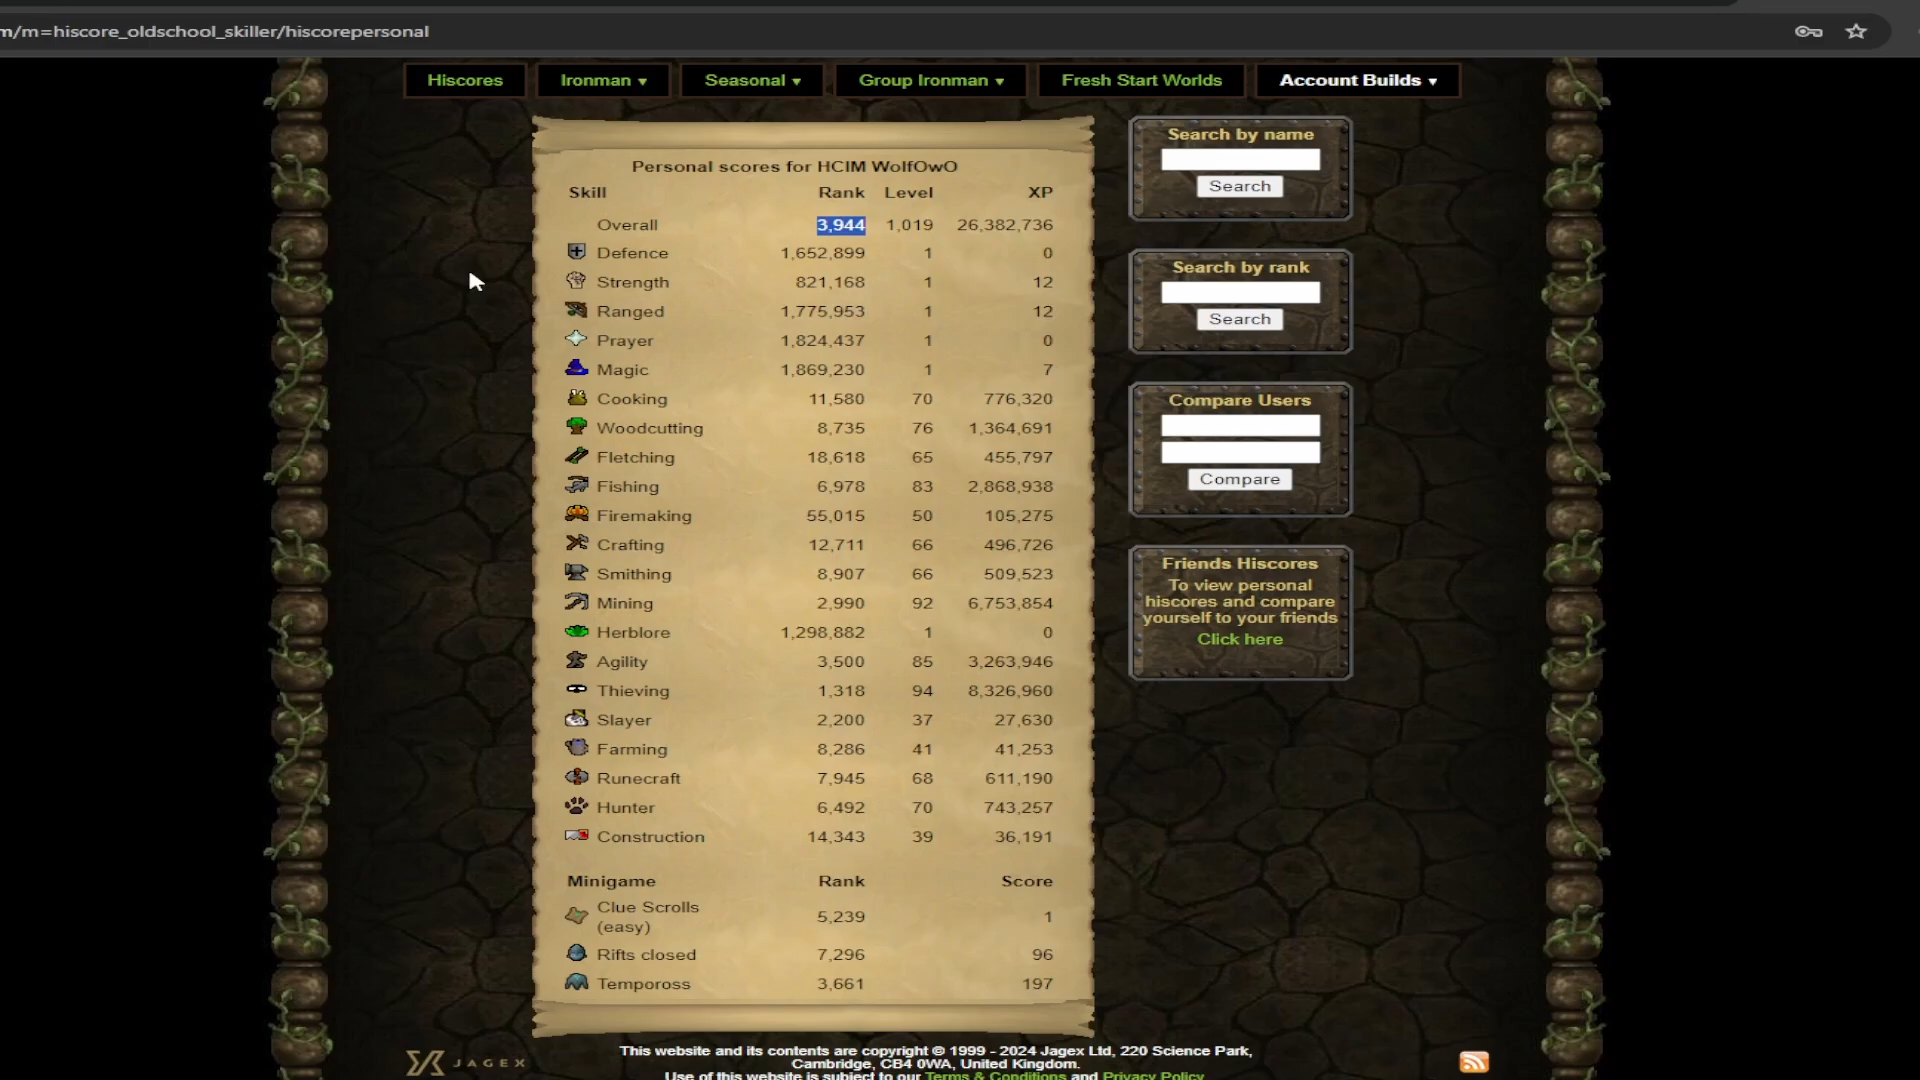 m/m=hiscore_oldschool_skiller/hiscorepersonal
Hiscores Ironman ▾ Seasonal ▾ Group Ironman ▾ Fresh Start Worlds Account Builds ▾
Personal scores for HCIM WolfOwO
Skill Rank Level XP
Overall 3,944 1,019 26,382,736
Defence 1,652,899 1 0
Strength 821,168 1 12
Ranged 1,775,953 1 12
Prayer 1,824,437 1 0
Magic 1,869,230 1 7
Cooking 11,580 70 776,320
Woodcutting 8,735 76 1,364,691
Fletching 18,618 65 455,797
Fishing 6,978 83 2,868,938
Firemaking 55,015 50 105,275
Crafting 12,711 66 496,726
Smithing 8,907 66 509,523
Mining 2,990 92 6,753,854
Herblore 1,298,882 1 0
Agility 3,500 85 3,263,946
Thieving 1,318 94 8,326,960
Slayer 2,200 37 27,630
Farming 8,286 41 41,253
Runecraft 7,945 68 611,190
Hunter 6,492 70 743,257
Construction 14,343 39 36,191
Minigame Rank Score
Clue Scrolls
(easy) 5,239 1
Rifts closed 7,296 96
Tempoross 3,661 197
Search by name
Search
Search by rank
Search
Compare Users
Compare
Friends Hiscores
To view personal
hiscores and compare
yourself to your friends
Click here
JAGEX
This website and its contents are copyright © 1999 - 2024 Jagex Ltd, 220 Science Park,
Cambridge, CB4 0WA, United Kingdom.
Use of this website is subject to our Terms & Conditions and Privacy Policy